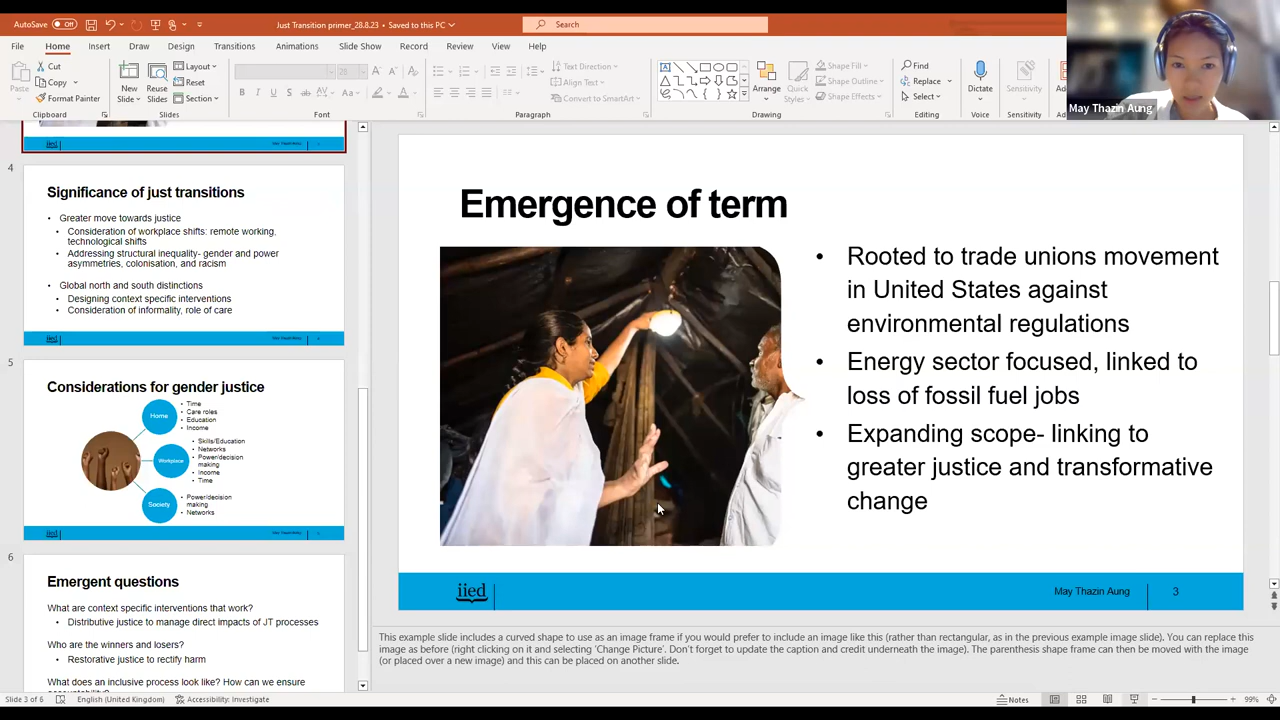 AutoSave Off
Just Transition primer_28.8.23 • Saved to this PC
Search
File Home Insert Draw Design Transitions Animations Slide Show Record Review View Help
Paste
Cut
Copy
Format Painter
New Slide
Reuse Slides
Layout
Reset
Section
28
Text Direction
Align Text
Convert to SmartArt
Arrange
Quick Styles
Shape Fill
Shape Outline
Shape Effects
Find
Replace
Select
Dictate
Sensitivity
Clipboard Slides Font Paragraph Drawing Editing Voice Sensitivity
May Thazin Aung
iied
4
Significance of just transitions
• Greater move towards justice
• Consideration of workplace shifts: remote working,
technological shifts
• Addressing structural inequality- gender and power
asymmetries, colonisation, and racism
• Global north and south distinctions
• Designing context specific interventions
• Consideration of informality, role of care
iied
5
Considerations for gender justice
Home
• Time
• Care roles
• Education
• Income
Workplace
• Skills/Education
• Networks
• Power/decision
making
• Income
• Time
Society
• Power/decision
making
• Networks
iied
6
Emergent questions
What are context specific interventions that work?
• Distributive justice to manage direct impacts of JT processes
Who are the winners and losers?
• Restorative justice to rectify harm
What does an inclusive process look like? How can we ensure
Emergence of term
• Rooted to trade unions movement
in United States against
environmental regulations
• Energy sector focused, linked to
loss of fossil fuel jobs
• Expanding scope- linking to
greater justice and transformative
change
iied
May Thazin Aung 3
This example slide includes a curved shape to use as an image frame if you would prefer to include an image like this (rather than rectangular, as in the previous example image slide). You can replace this
image as before (right clicking on it and selecting 'Change Picture'. Don't forget to update the caption and credit underneath the image). The parenthesis shape frame can then be moved with the image
(or placed over a new image) and this can be placed on another slide.
Slide 3 of 6 English (United Kingdom) Accessibility: Investigate Notes 99%